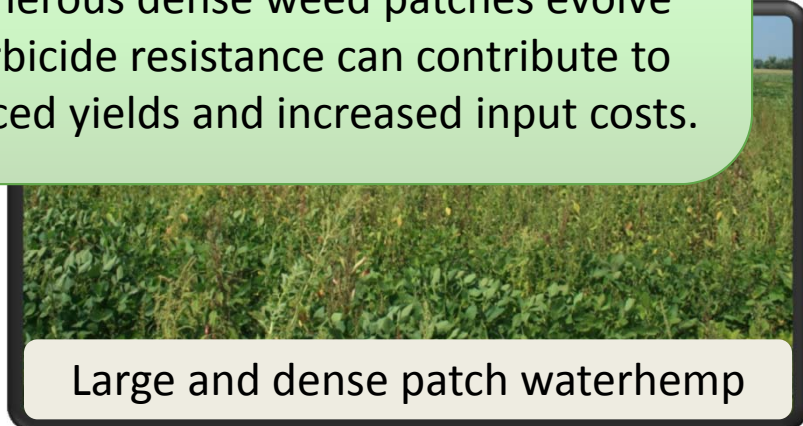 dense weed patches evolve
resistance can contribute to
yields and increased input costs.
Large and dense patch waterhemp